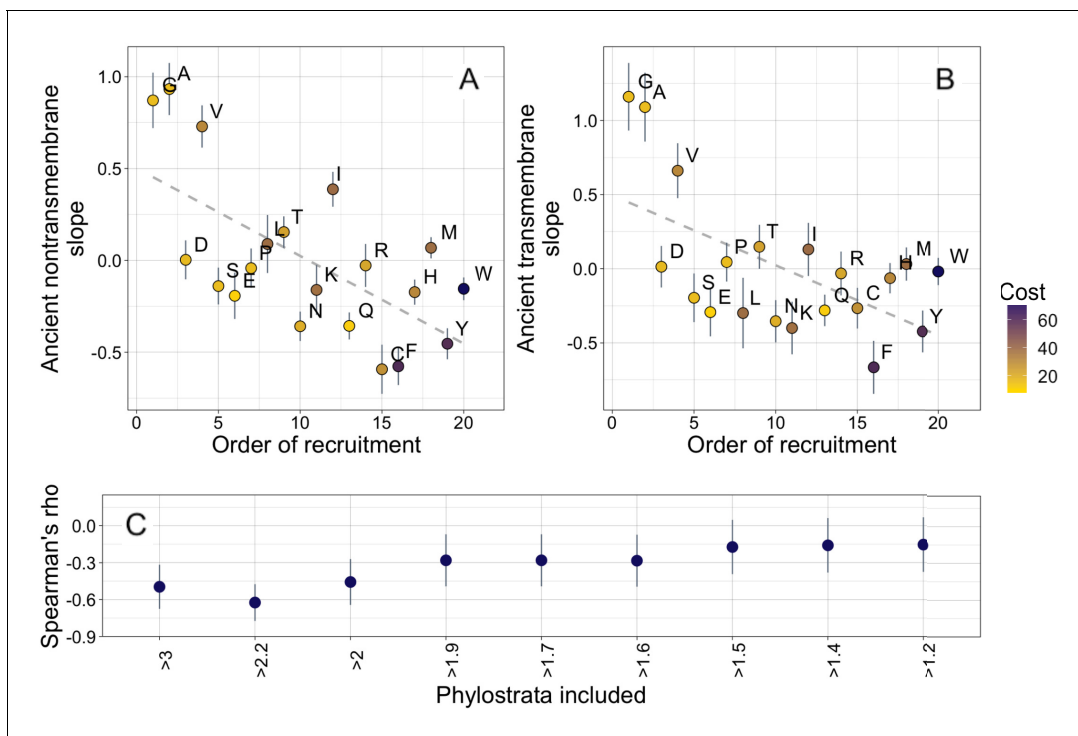 A
Ancient nontransmembrane
slope
1.0
0.5
0.0
-0.5
G
A
V
D
S
E
P
L
T
N
K
I
Q
R
C
F
H
M
Y
W
0
5
10
15
20
Order of recruitment
B
Ancient transmembrane
slope
1.0
0.5
0.0
-0.5
G
A
V
D
S
E
P
L
T
N
K
I
Q
R
C
F
H
M
Y
W
0
5
10
15
20
Order of recruitment
Cost
60
40
20
C
Spearman's rho
0.0
-0.3
-0.6
-0.9
>3
>2.2
>2
>1.9
>1.7
>1.6
>1.5
>1.4
>1.2
Phylostrata included